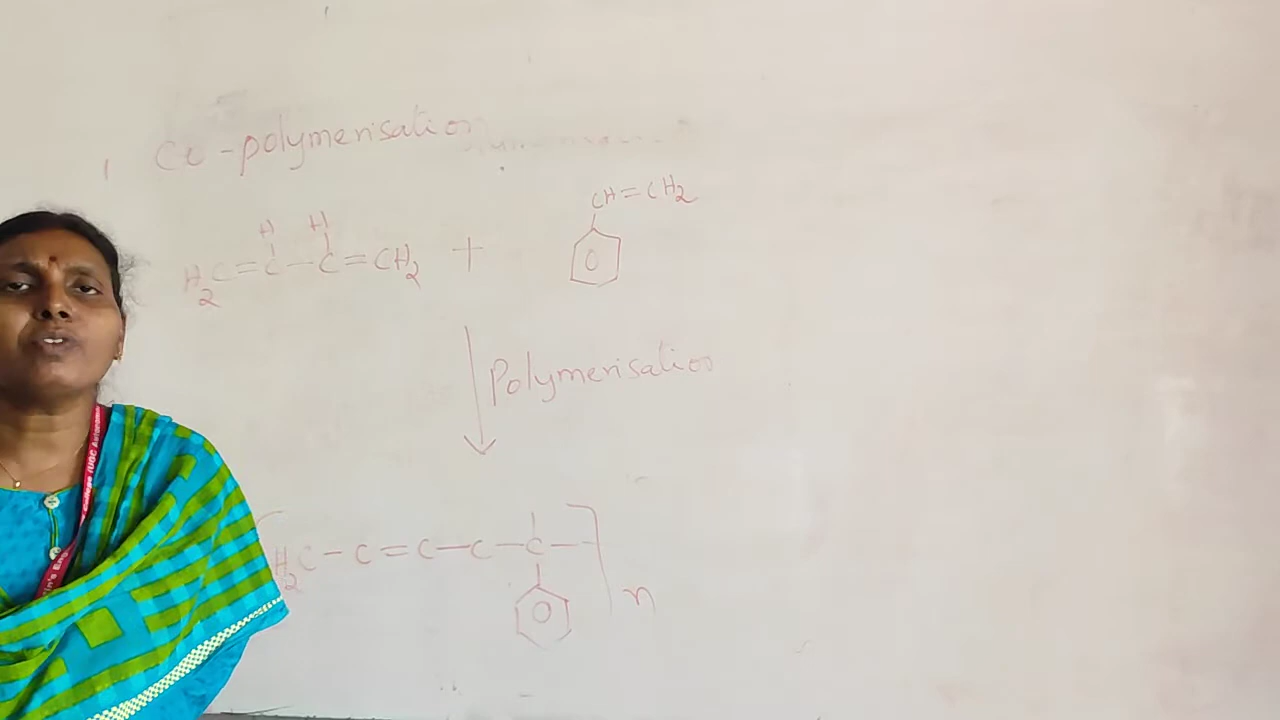 Co-polymerisation
CH=CH2
H H
H2C=C-C=CH2 +
Polymerisation
H2C-C=C-C-C-
n